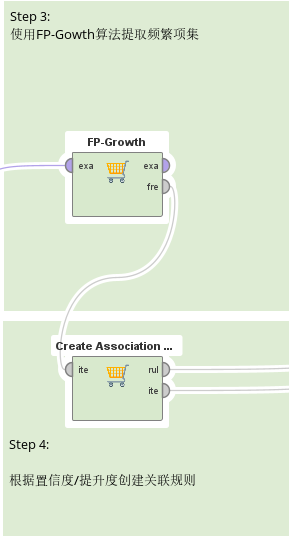 Step 3:
使用FP-Gowth算法提取频繁项集
FP-Growth
exa exa
fre
Create Association ...
ite rul
ite
Step 4:
根据置信度/提升度创建关联规则